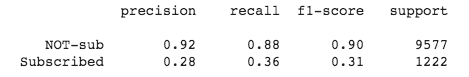 precision recall f1-score support
NOT-sub 0.92 0.88 0.90 9577
Subscribed 0.28 0.36 0.31 1222